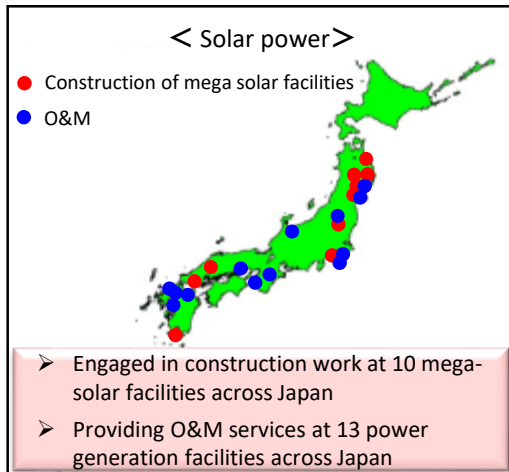 ＜ Solar power＞
Construction of mega solar facilities
O&M
➢ Engaged in construction work at 10 mega-
solar facilities across Japan
➢ Providing O&M services at 13 power
generation facilities across Japan